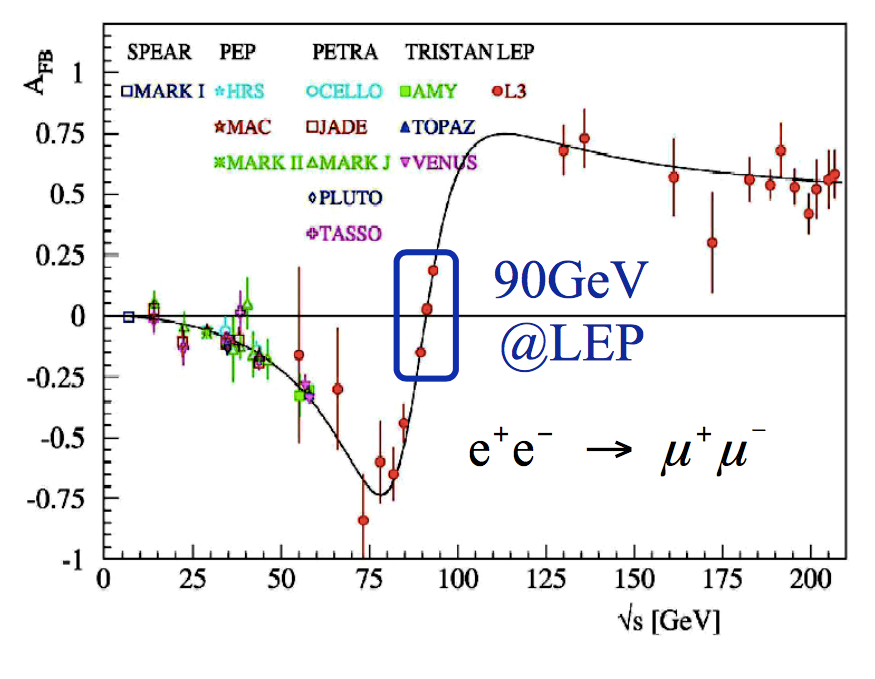 A_FB
SPEAR PEP PETRA TRISTAN LEP
MARK I HRS CELLO AMY L3
MAC JADE TOPAZ
MARK II MARK J VENUS
PLUTO
TASSO
1
0.75
0.5
0.25
0
-0.25
-0.5
-0.75
-1
90GeV
@LEP
e⁺e⁻ → μ⁺μ⁻
0 25 50 75 100 125 150 175 200
√s [GeV]